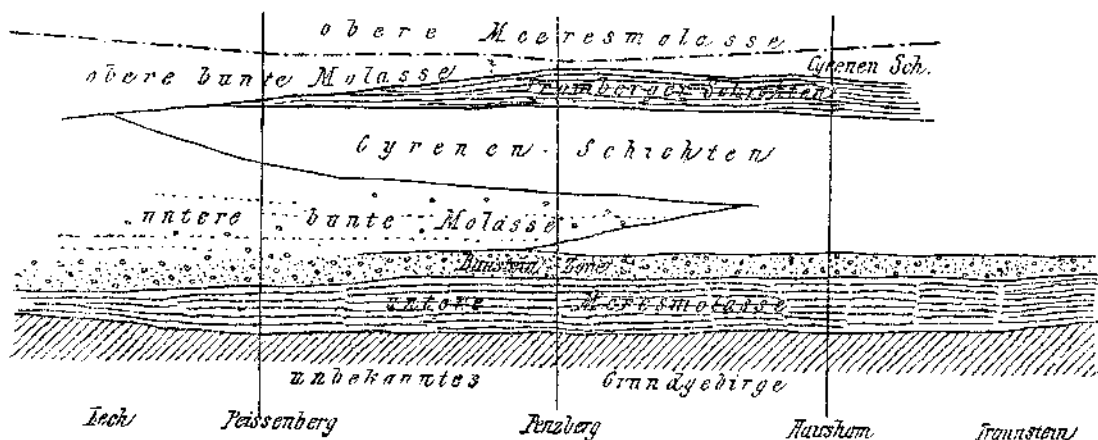 obere Meeresmolasse
obere bunte Molasse
Cyrenen Sch.
Promberger Schichten
Cyrenen-Schichten
untere bunte Molasse
Baustein-Zone
untere Meeresmolasse
unbekanntes Grundgebirge
Lech Peissenberg Penzberg Hausham Traunstein